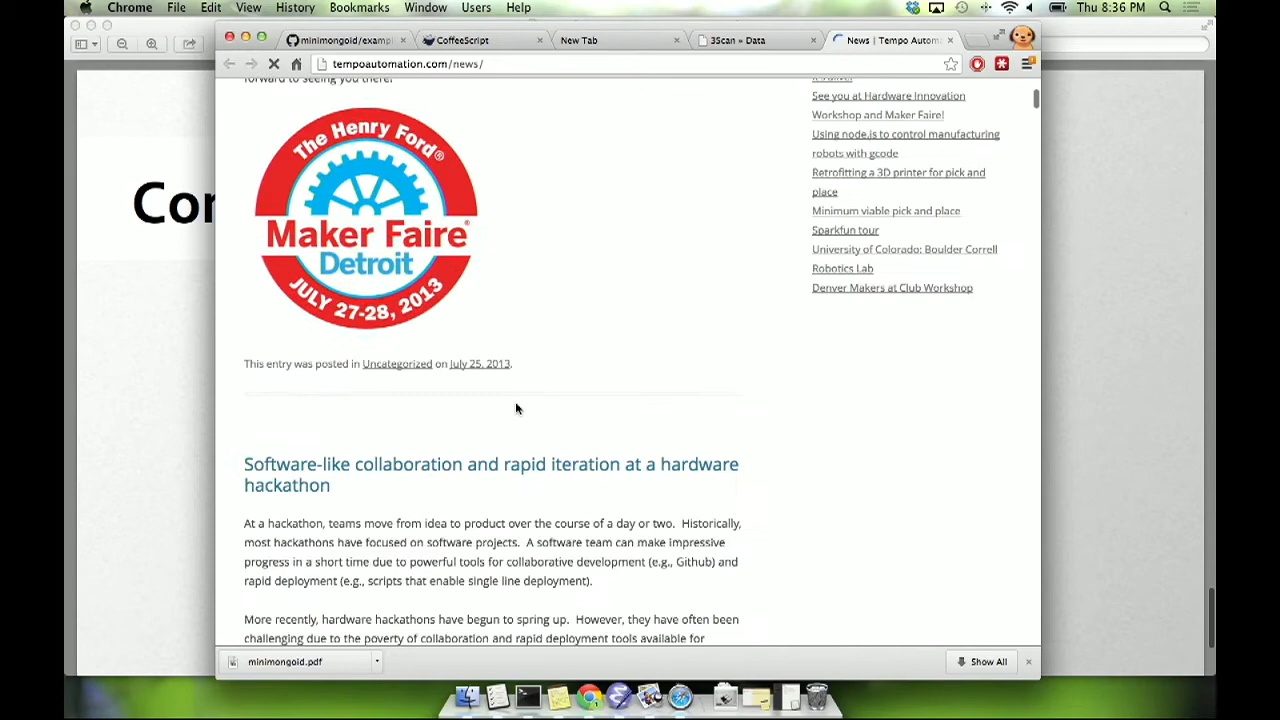 Chrome File Edit View History Bookmarks Window Users Help Thu 8:36 PM
minimongoid/exampl CoffeeScript New Tab 3Scan » Data News | Tempo Autom
tempoautomation.com/news/
Con
forward to seeing you there.
The Henry Ford®
Maker Faire®
Detroit
JULY 27-28, 2013
This entry was posted in Uncategorized on July 25, 2013.
Software-like collaboration and rapid iteration at a hardware
hackathon
At a hackathon, teams move from idea to product over the course of a day or two. Historically,
most hackathons have focused on software projects. A software team can make impressive
progress in a short time due to powerful tools for collaborative development (e.g., Github) and
rapid deployment (e.g., scripts that enable single line deployment).
More recently, hardware hackathons have begun to spring up. However, they have often been
challenging due to the poverty of collaboration and rapid deployment tools available for
See you at Hardware Innovation
Workshop and Maker Faire!
Using node.js to control manufacturing
robots with gcode
Retrofitting a 3D printer for pick and
place
Minimum viable pick and place
Sparkfun tour
University of Colorado: Boulder Correll
Robotics Lab
Denver Makers at Club Workshop
minimongoid.pdf
Show All